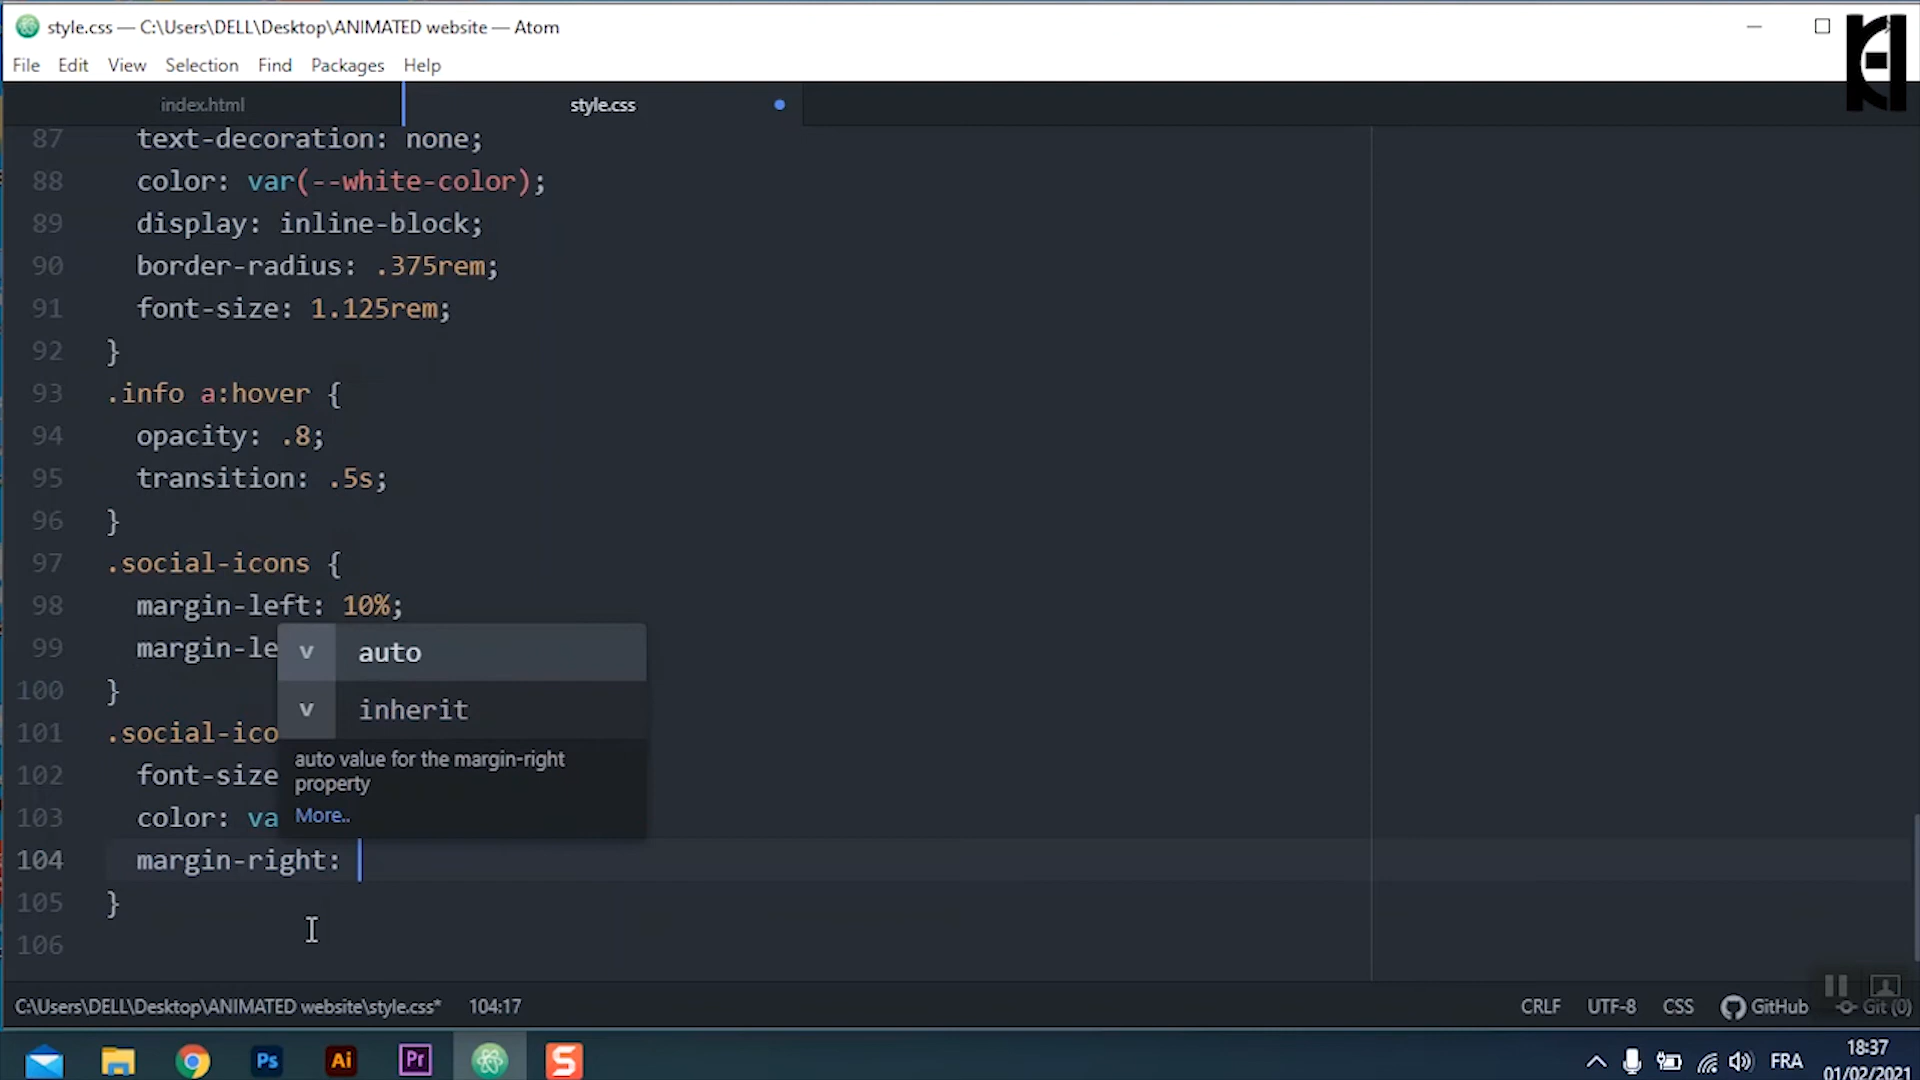 style.css — C:\Users\DELL\Desktop\ANIMATED website — Atom
File Edit View Selection Find Packages Help
index.html style.css
87 text-decoration: none;
88 color: var(--white-color);
89 display: inline-block;
90 border-radius: .375rem;
91 font-size: 1.125rem;
92 }
93 .info a:hover {
94 opacity: .8;
95 transition: .5s;
96 }
97 .social-icons {
98 margin-left: 10%;
99 margin-le
v auto
100 }
v inherit
101 .social-ico
auto value for the margin-right
property
102 font-size
More..
103 color: va
104 margin-right:
105 }
106
C:\Users\DELL\Desktop\ANIMATED website\style.css* 104:17 CRLF UTF-8 CSS GitHub Git (0)
Ps Ai Pr S FRA 18:37
01/02/2021